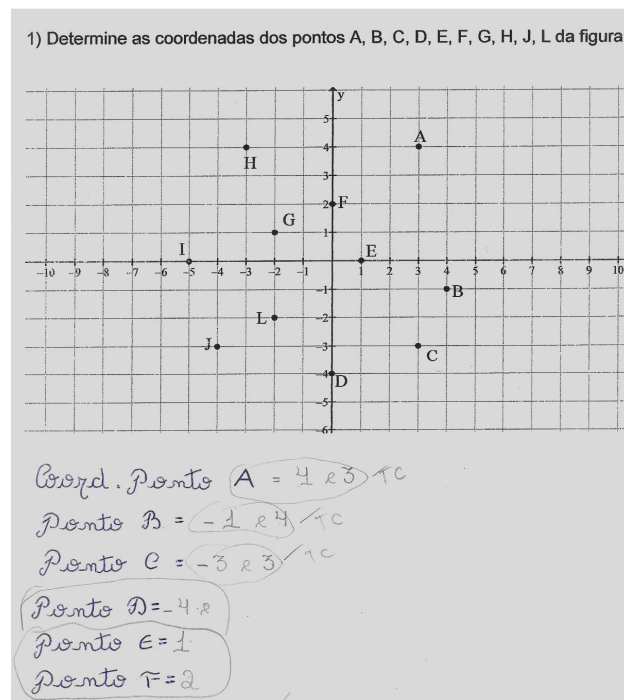 1) Determine as coordenadas dos pontos A, B, C, D, E, F, G, H, J, L da figura
y
5
A
4
H
3
2 F
G
1
I
E
-10 -9 -8 -7 -6 -5 -4 -3 -2 -1 1 2 3 4 5 6 7 8 9 10
-1
B
L
-2
J
-3
C
-4
D
-5
-6
Coord. Ponto A = 4 e 3 TC
Ponto B = -1 e 4 TC
Ponto C = -3 e 3 TC
Ponto D = -4 e
Ponto E = 1
Ponto F = 2